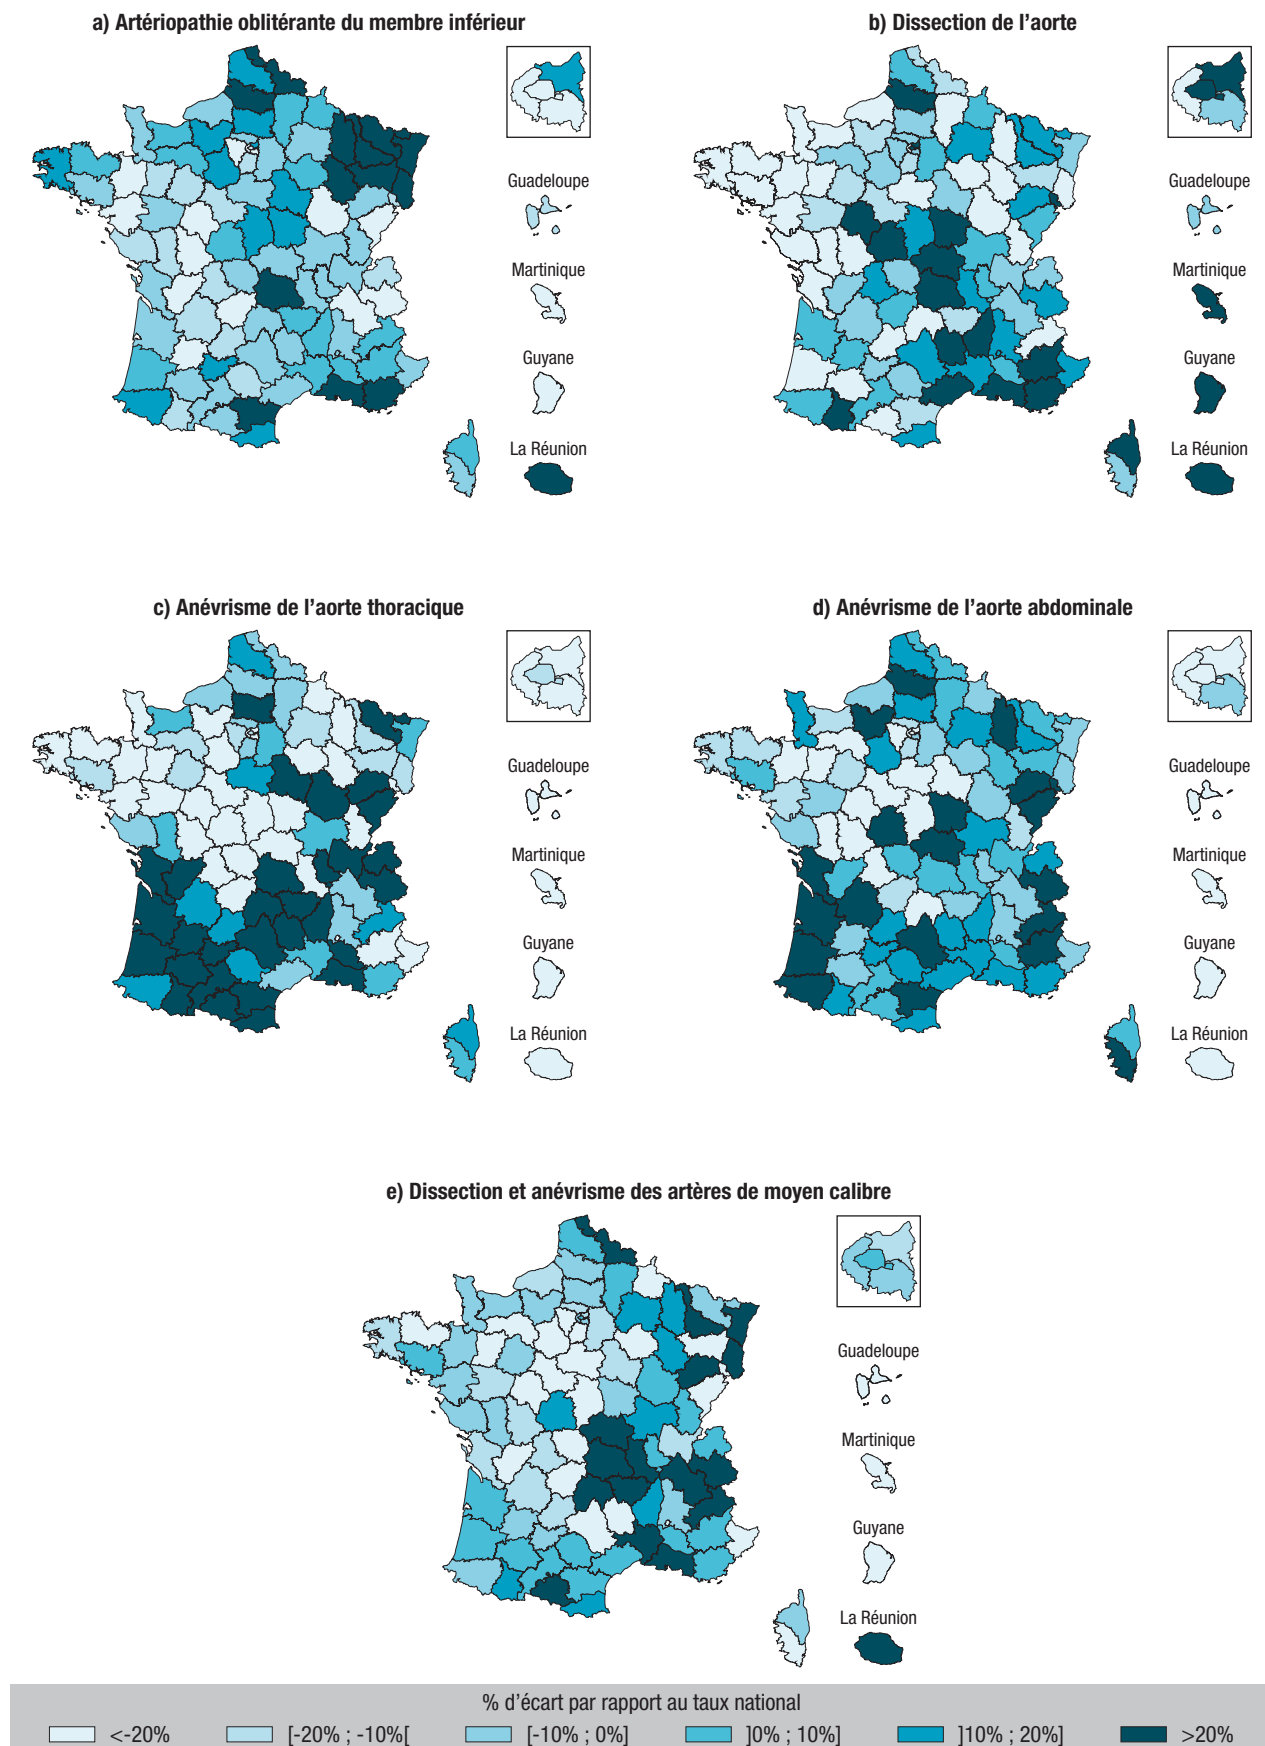 a) Artériopathie oblitérante du membre inférieur
Guadeloupe
Martinique
Guyane
La Réunion
b) Dissection de l’aorte
Guadeloupe
Martinique
Guyane
La Réunion
c) Anévrisme de l’aorte thoracique
Guadeloupe
Martinique
Guyane
La Réunion
d) Anévrisme de l’aorte abdominale
Guadeloupe
Martinique
Guyane
La Réunion
e) Dissection et anévrisme des artères de moyen calibre
Guadeloupe
Martinique
Guyane
La Réunion
% d’écart par rapport au taux national
<-20% [-20% ; -10%[ [-10% ; 0%] ]0% ; 10%] ]10% ; 20%] >20%